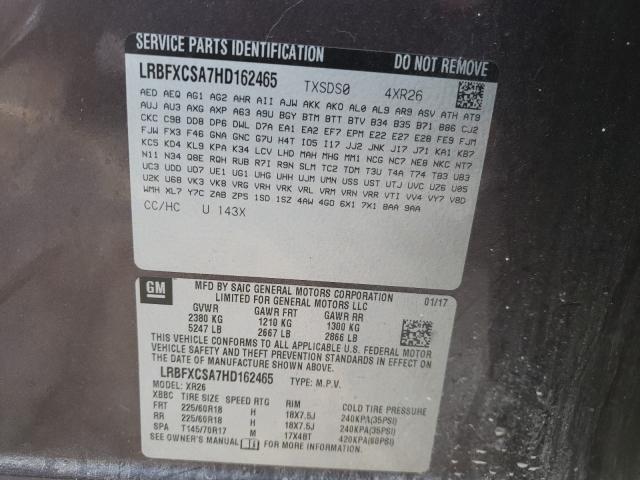 SERVICE PARTS IDENTIFICATION DO NOT REMOVE
LRBFXCSA7HD162465 TXSDS0 4XR26
AED AEQ AG1 AG2 AHR AII AJW AKK AKO AL0 AL9 AR9 ASV ATH AT9
AUJ AU3 AXG AXP A63 A9U BGY BTM BTT BTV B34 B35 B71 B86 CJ2
CKC C9B DD8 DP6 DWL D7A EA1 EA2 EF7 EPM E22 E27 E28 FE9 FJM
FJW FX3 F46 GNA GNC G7U H4T IO5 I17 JJ2 JNK J17 J71 KA1 KB7
KC5 KD4 KL9 KPA K34 LCV LHD MAH MHG MM1 NCG NC7 NE8 NKC NT7
N11 N34 Q8E RQH RUB R7I R9N SLM TC2 TDM T3U T4A T74 T83 UB3
UC3 UDD UD7 UE1 UG1 UHG UHH UJM UMN USS UST UTJ UVC UZ6 U05
U2K U68 VK3 VK8 VRG VRH VRK VRL VRM VRN VRR VTI VV4 VY7 V8D
WMH XL7 Y7C ZAB ZP5 1SD 1SZ 4AW 4GO 6X1 7X1 8AA 9AA
CC/HC U 143X
GM
MFD BY SAIC GENERAL MOTORS CORPORATION 01/17
LIMITED FOR GENERAL MOTORS LLC
GVWR GAWR FRT GAWR RR
2380 KG 1210 KG 1300 KG
5247 LB 2667 LB 2866 LB
THIS VEHICLE CONFORMS TO ALL APPLICABLE U.S. FEDERAL MOTOR
VEHICLE SAFETY AND THEFT PREVENTION STANDARDS IN EFFECT ON
THE DATE OF MANUFACTURE SHOWN ABOVE.
LRBFXCSA7HD162465 TYPE: M.P.V.
MODEL: XR26
XBBC TIRE SIZE SPEED RTG RIM COLD TIRE PRESSURE
FRT 225/60R18 H 18X7.5J 240KPA(35PSI)
RR 225/60R18 H 18X7.5J 240KPA(35PSI)
SPA T145/70R17 M 17X4BT 420KPA(60PSI)
SEE OWNER'S MANUAL FOR MORE INFORMATION.